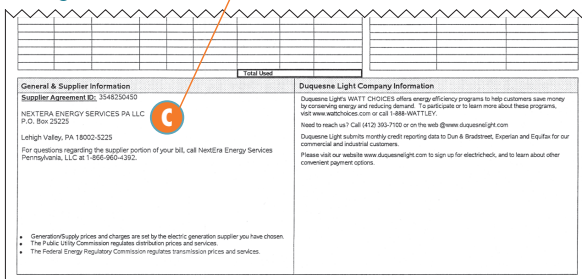 Total Used
General & Supplier Information
Supplier Agreement ID: 3548250450
NEXTERA ENERGY SERVICES PA LLC
P.O. Box 25225
C
Lehigh Valley, PA 18002-5225
For questions regarding the supplier portion of your bill, call NextEra Energy Services
Pennsylvania, LLC at 1-866-960-4392.
• Generation/Supply prices and charges are set by the electric generation supplier you have chosen.
• The Public Utility Commission regulates distribution prices and services.
• The Federal Energy Regulatory Commission regulates transmission prices and services.
Duquesne Light Company Information
Duquesne Light's WATT CHOICES offers energy efficiency programs to help customers save money
by conserving energy and reducing demand. To participate or to learn more about these programs,
visit www.wattchoices.com or call 1-888-WATTLEY.
Need to reach us? Call (412) 393-7100 or on the web @www.duquesnelight.com
Duquesne Light submits monthly credit reporting data to Dun & Bradstreet, Experian and Equifax for our
commercial and industrial customers.
Please visit our website www.duquesnelight.com to sign up for electricheck, and to learn about other
convenient payment options.